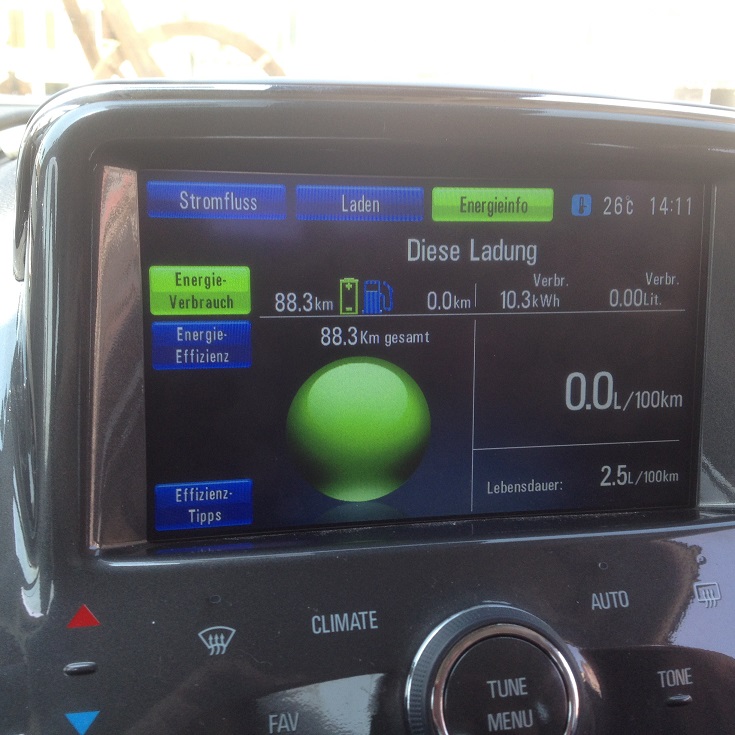 Stromfluss Laden Energieinfo 26c 14:11
Diese Ladung
Energie-
Verbrauch
88.3km 0.0km
Verbr.
10.3kWh
Verbr.
0.00Lit.
Energie-
Effizienz
88.3Km gesamt
0.0L/100km
Lebensdauer: 2.5L/100km
Effizienz-
Tipps
CLIMATE
AUTO
TUNE
MENU
TONE
FAV